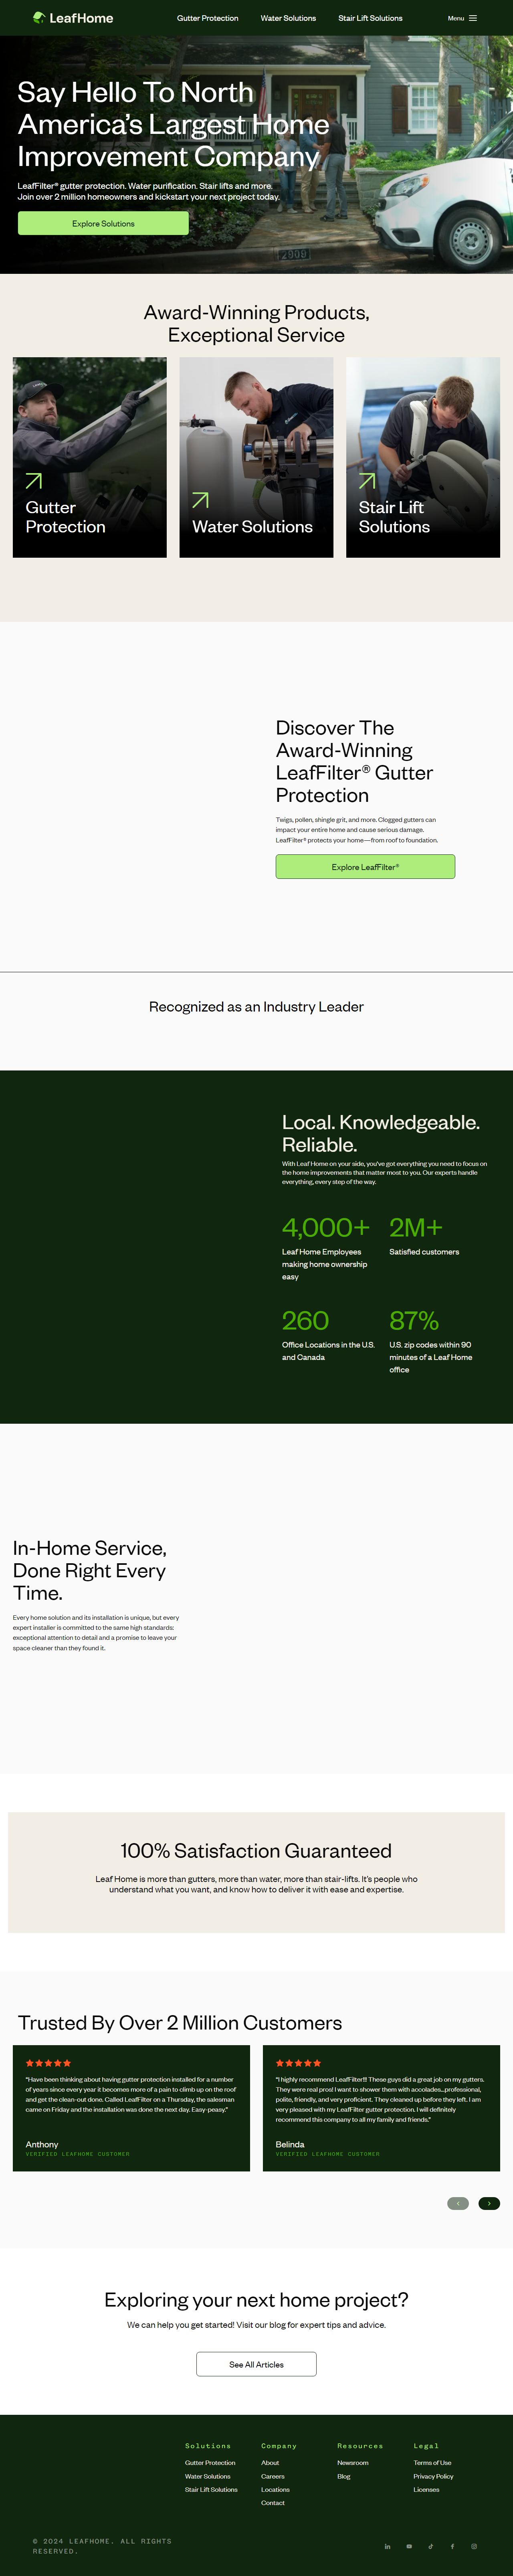 LeafHome
Gutter Protection
Water Solutions
Stair Lift Solutions
Menu
Say Hello To North
America's Largest Home
Improvement Company
LeafFilter® gutter protection. Water purification. Stair lifts and more.
Join over 2 million homeowners and kickstart your next project today.
Explore Solutions
2909
Award-Winning Products,
Exceptional Service
Gutter
Protection
Water Solutions
Stair Lift
Solutions
Discover The
Award-Winning
LeafFilter® Gutter
Protection
Twigs, pollen, shingle grit, and more. Clogged gutters can
impact your entire home and cause serious damage.
LeafFilter® protects your home—from roof to foundation.
Explore LeafFilter®
Recognized as an Industry Leader
Local. Knowledgeable.
Reliable.
With Leaf Home on your side, you've got everything you need to focus on
the home improvements that matter most to you. Our experts handle
everything, every step of the way.
4,000+
Leaf Home Employees
making home ownership
easy
2M+
Satisfied customers
260
Office Locations in the U.S.
and Canada
87%
U.S. zip codes within 90
minutes of a Leaf Home
office
In-Home Service,
Done Right Every
Time.
Every home solution and its installation is unique, but every
expert installer is committed to the same high standards:
exceptional attention to detail and a promise to leave your
space cleaner than they found it.
100% Satisfaction Guaranteed
Leaf Home is more than gutters, more than water, more than stair-lifts. It's people who
understand what you want, and know how to deliver it with ease and expertise.
Trusted By Over 2 Million Customers
"Have been thinking about having gutter protection installed for a number
of years since every year it becomes more of a pain to climb up on the roof
and get the clean-out done. Called LeafFilter on a Thursday, the salesman
came on Friday and the installation was done the next day. Easy-peasy."
Anthony
VERIFIED LEAFHOME CUSTOMER
"I highly recommend LeafFilter!!! These guys did a great job on my gutters.
They were real pros! I want to shower them with accolades...professional,
polite, friendly, and very proficient. They cleaned up before they left. I am
very pleased with my LeafFilter gutter protection. I will definitely
recommend this company to all my family and friends."
Belinda
VERIFIED LEAFHOME CUSTOMER
Exploring your next home project?
We can help you get started! Visit our blog for expert tips and advice.
See All Articles
Solutions
Gutter Protection
Water Solutions
Stair Lift Solutions
Company
About
Careers
Locations
Contact
Resources
Newsroom
Blog
Legal
Terms of Use
Privacy Policy
Licenses
© 2024 LEAFHOME. ALL RIGHTS
RESERVED.